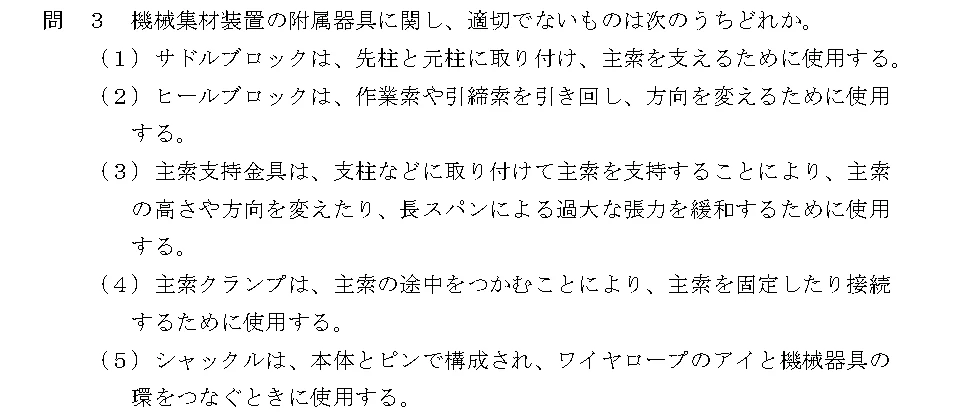 問　３　機械集材装置の附属器具に関し、適切でないものは次のうちどれか。
（１）サドルブロックは、先柱と元柱に取り付け、主索を支えるために使用する。
（２）ヒールブロックは、作業索や引締索を引き回し、方向を変えるために使用
する。
（３）主索支持金具は、支柱などに取り付けて主索を支持することにより、主索
の高さや方向を変えたり、長スパンによる過大な張力を緩和するために使用
する。
（４）主索クランプは、主索の途中をつかむことにより、主索を固定したり接続
するために使用する。
（５）シャックルは、本体とピンで構成され、ワイヤロープのアイと機械器具の
環をつなぐときに使用する。